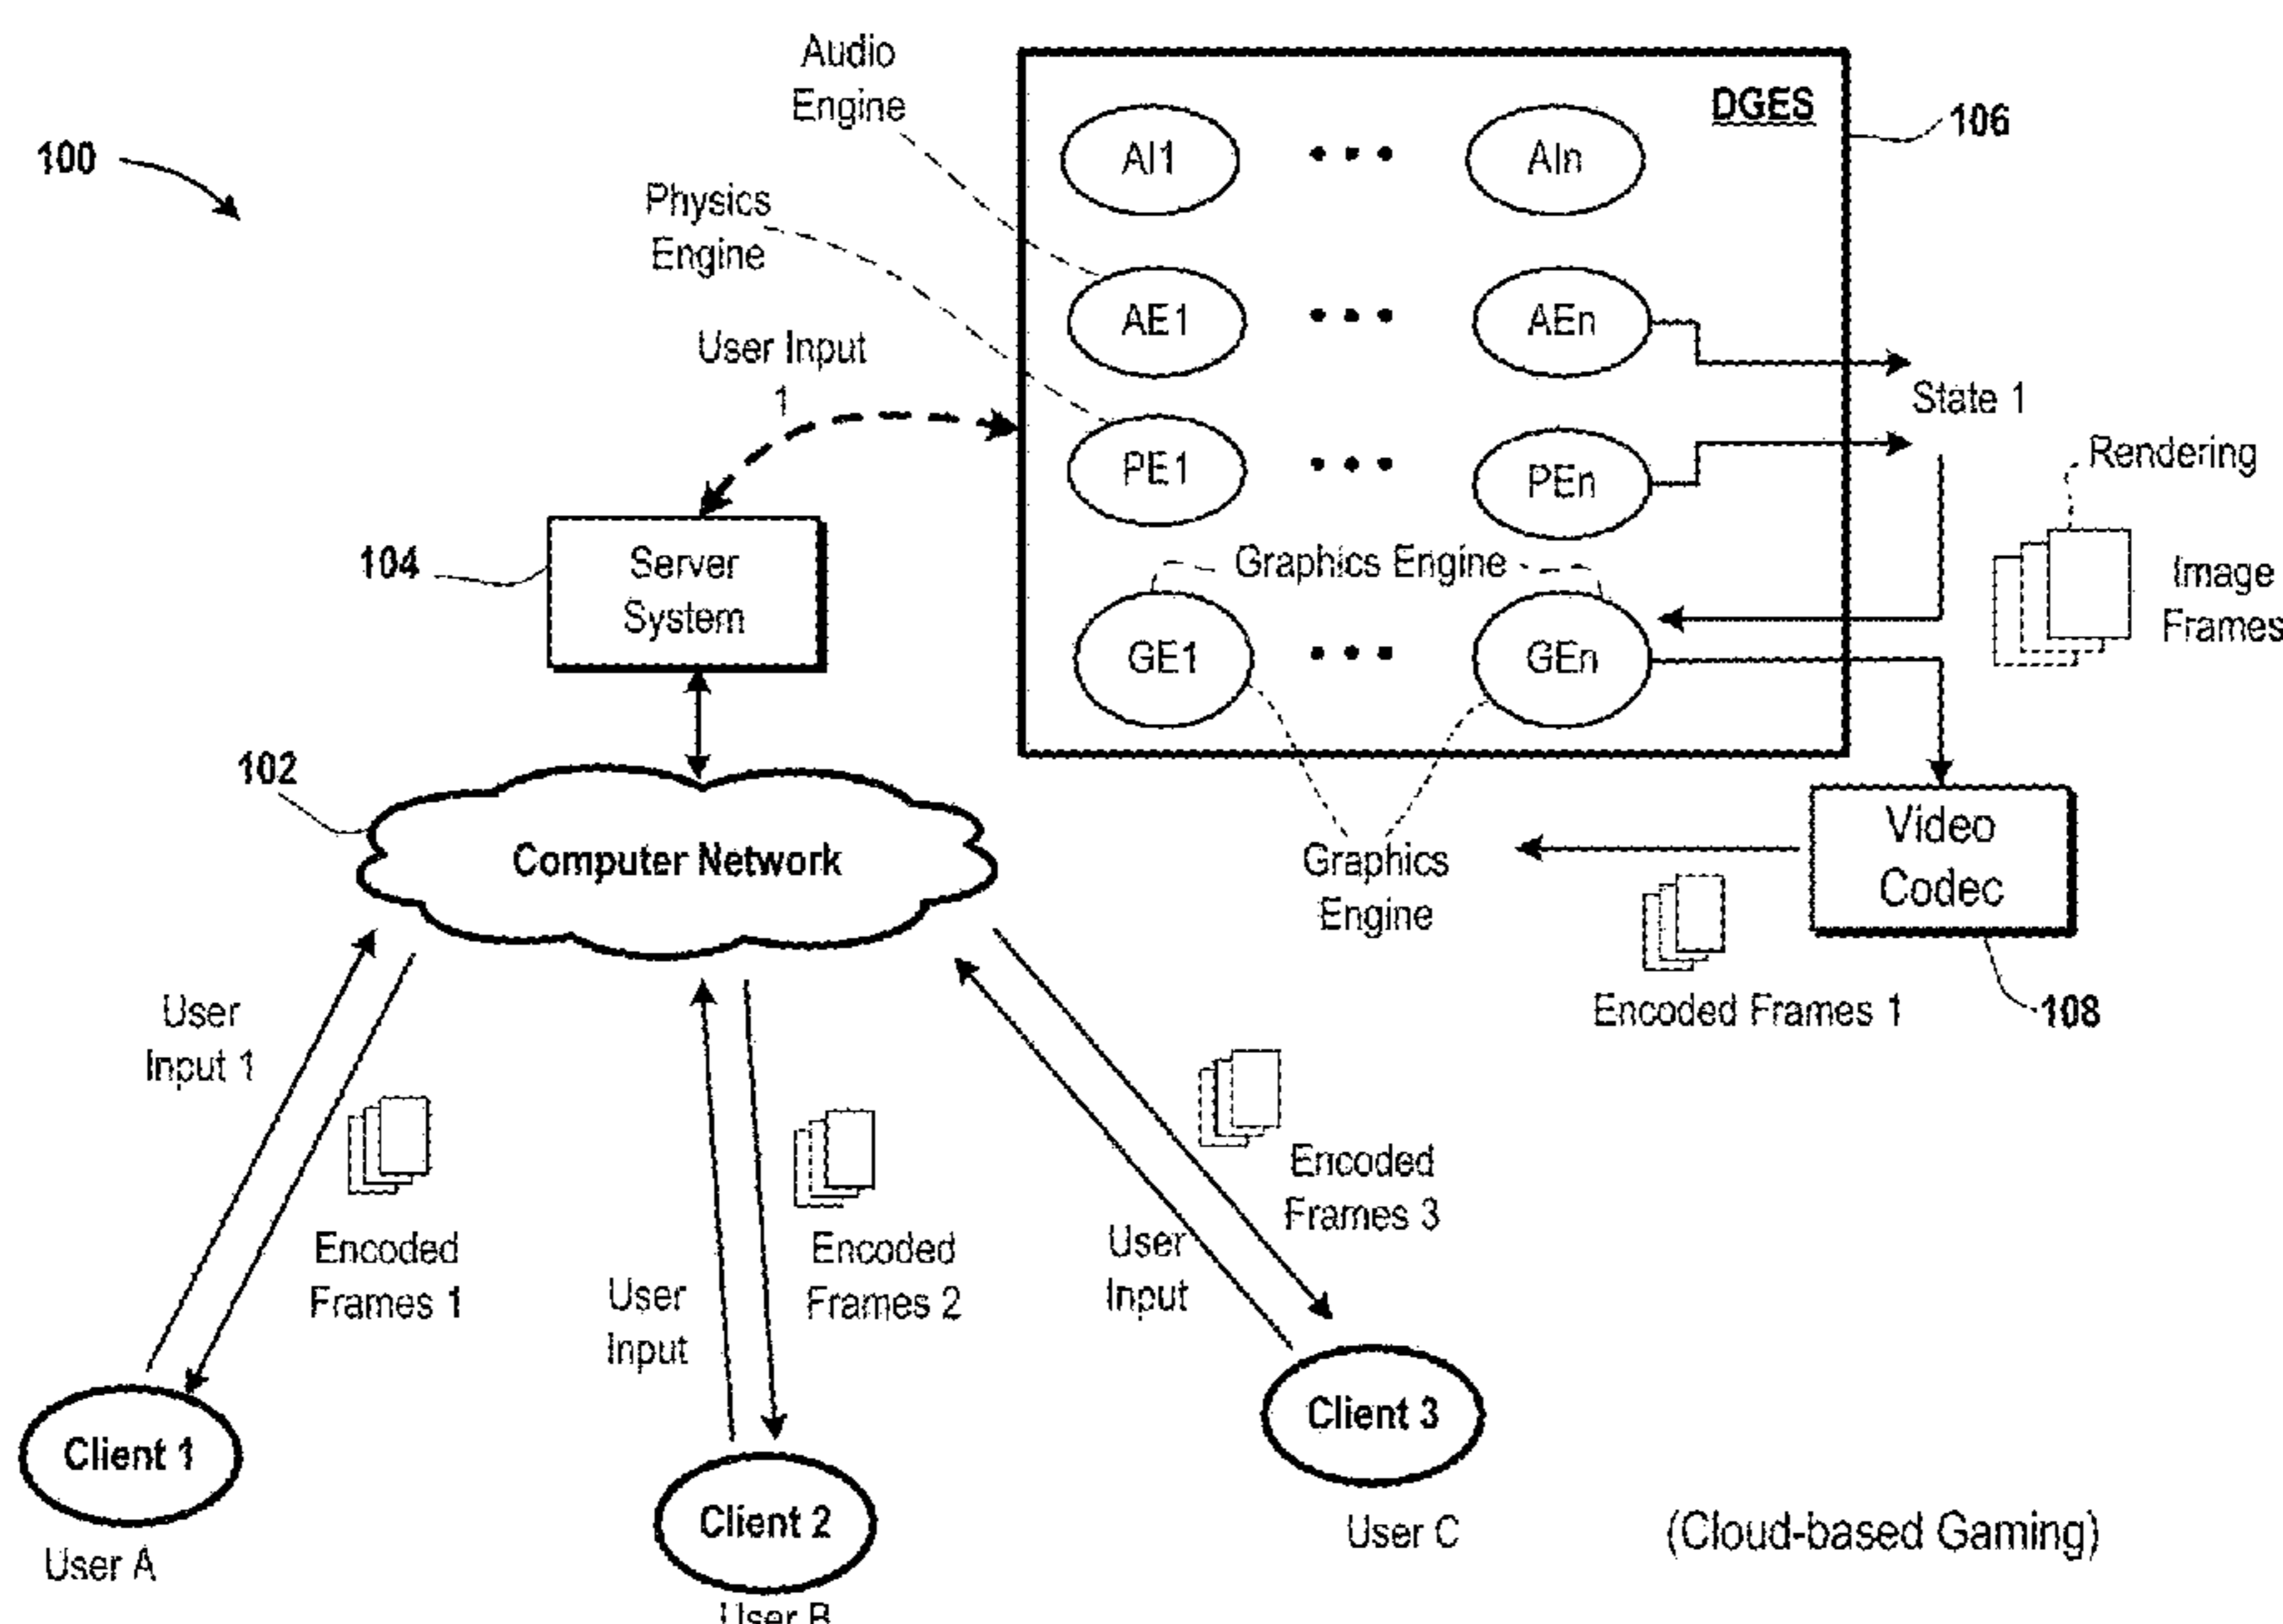 Audio
Engine
DGES
106
100
AI1
AIn
Physics
Engine
AE1
AEn
User Input
1
State 1
PE1
PEn
Rendering
104
Server
System
Graphics Engine
Image
Frames
GE1
GEn
102
Computer Network
Graphics
Engine
Video
Codec
Encoded Frames 1
108
User
Input 1
Encoded
Frames 1
User
Input
Encoded
Frames 2
User
Input
Encoded
Frames 3
Client 1
User A
Client 2
User B
Client 3
User C
(Cloud-based Gaming)